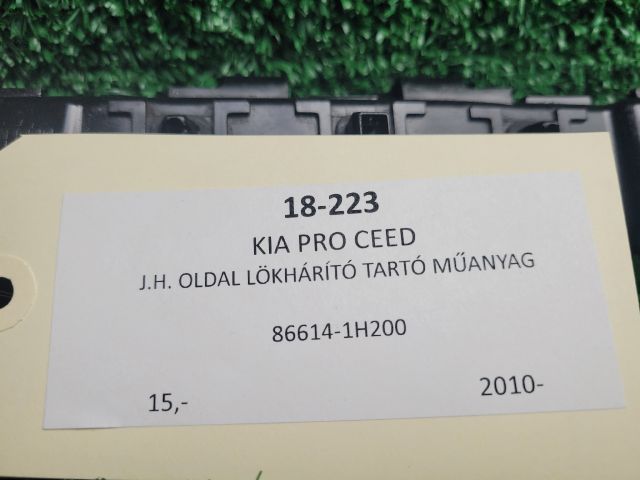 18-223
KIA PRO CEED
J.H. OLDAL LÖKHÁRÍTÓ TARTÓ MŰANYAG
86614-1H200
15,- 2010-